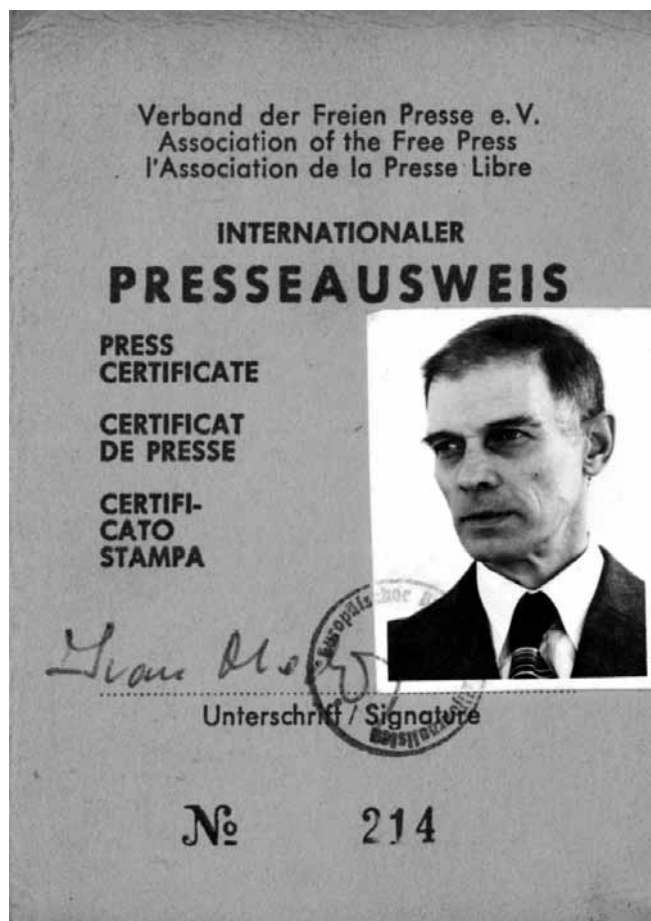 Verband der Freien Presse e.V.
Association of the Free Press
l'Association de la Presse Libre
INTERNATIONALER
PRESSEAUSWEIS
PRESS
CERTIFICATE
CERTIFICAT
DE PRESSE
CERTIFI-
CATO
STAMPA
Ivan
Unterschrift / Signature
№ 214